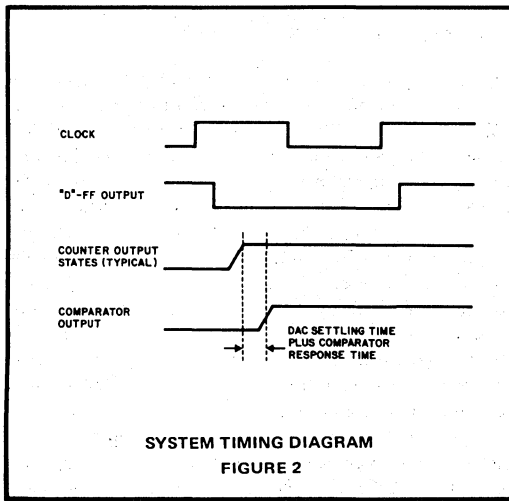 CLOCK
"D"-FF OUTPUT
COUNTER OUTPUT
STATES (TYPICAL)
COMPARATOR
OUTPUT
DAC SETTLING TIME
PLUS COMPARATOR
RESPONSE TIME
SYSTEM TIMING DIAGRAM
FIGURE 2